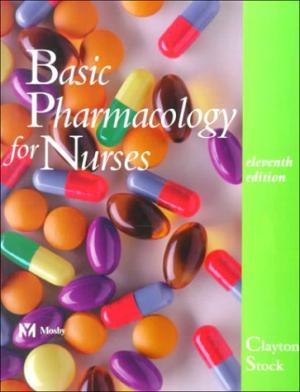 Basic
Pharmacology
for Nurses
eleventh
edition
M Mosby
Clayton
Stock